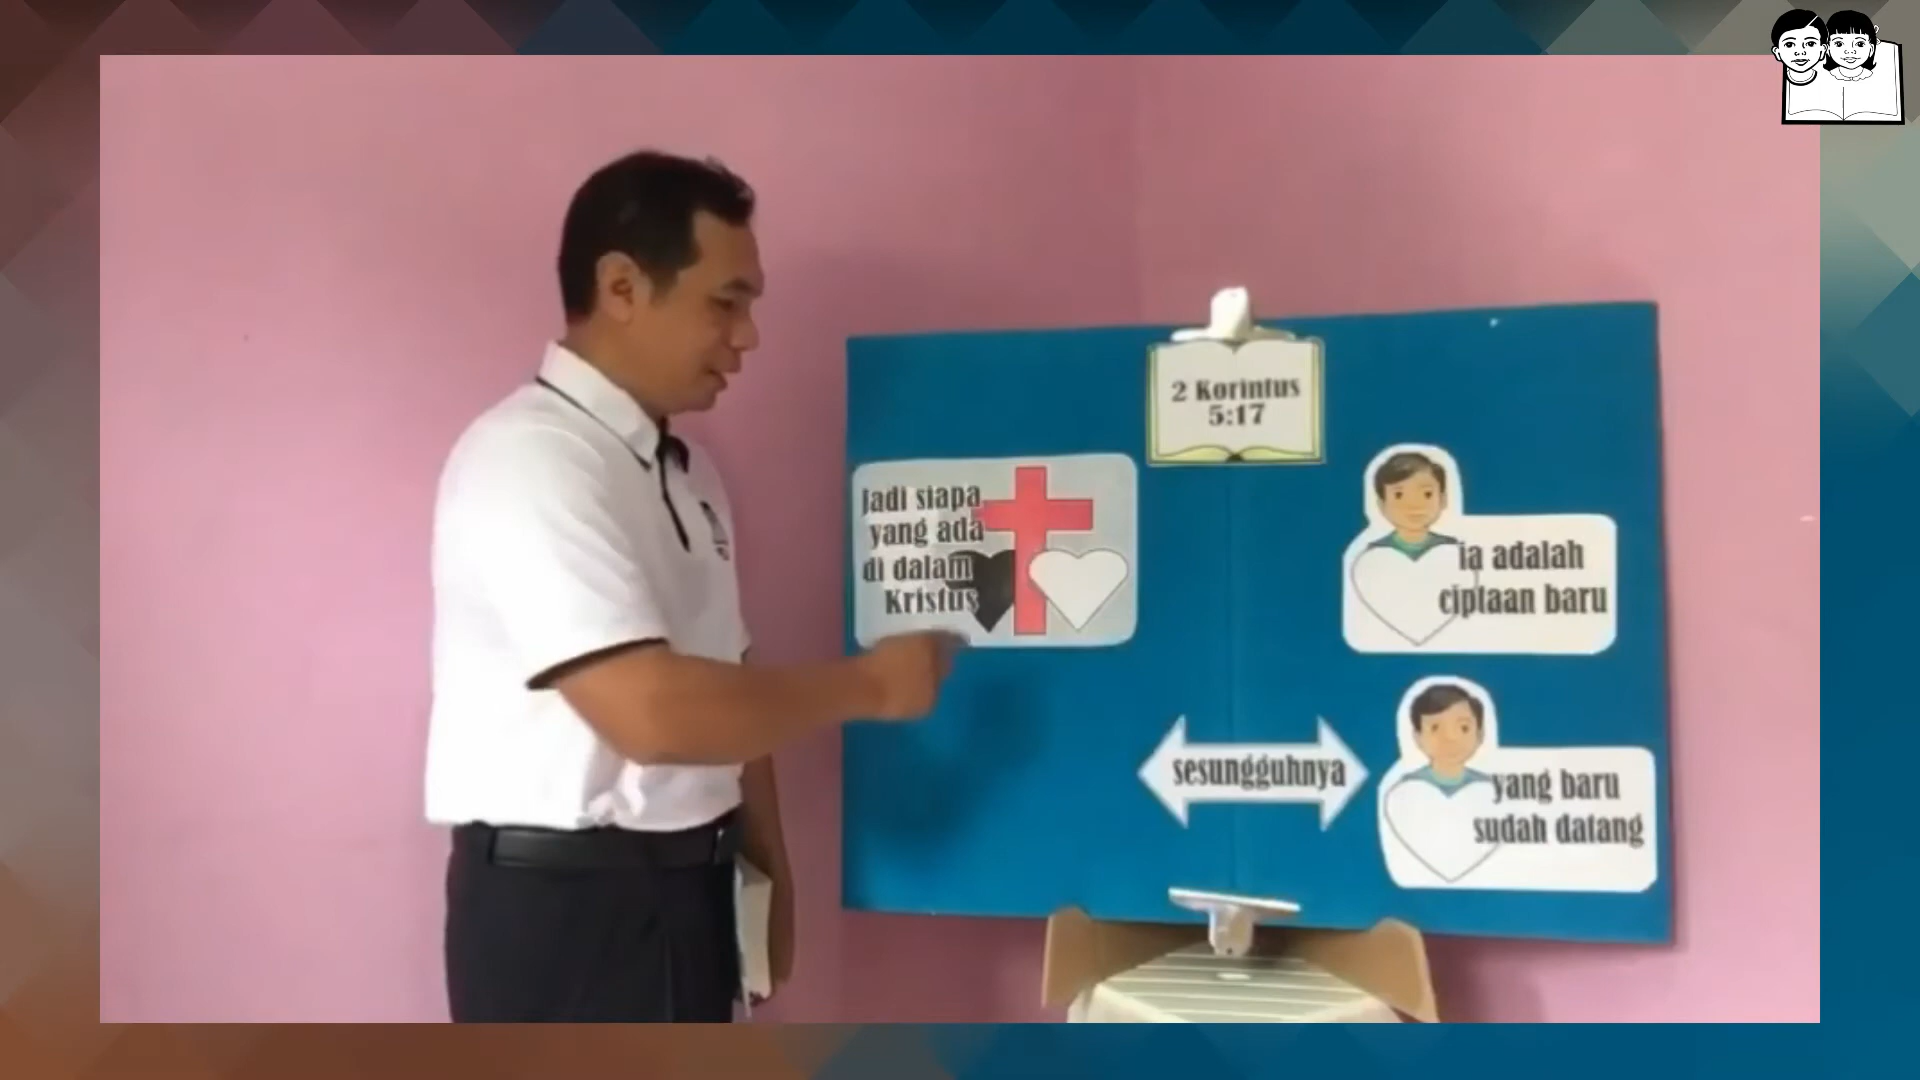 2 Korintus
5:17
Jadi siapa
yang ada
di dalam
Kristus
ia adalah
ciptaan baru
sesungguhnya
yang baru
sudah datang